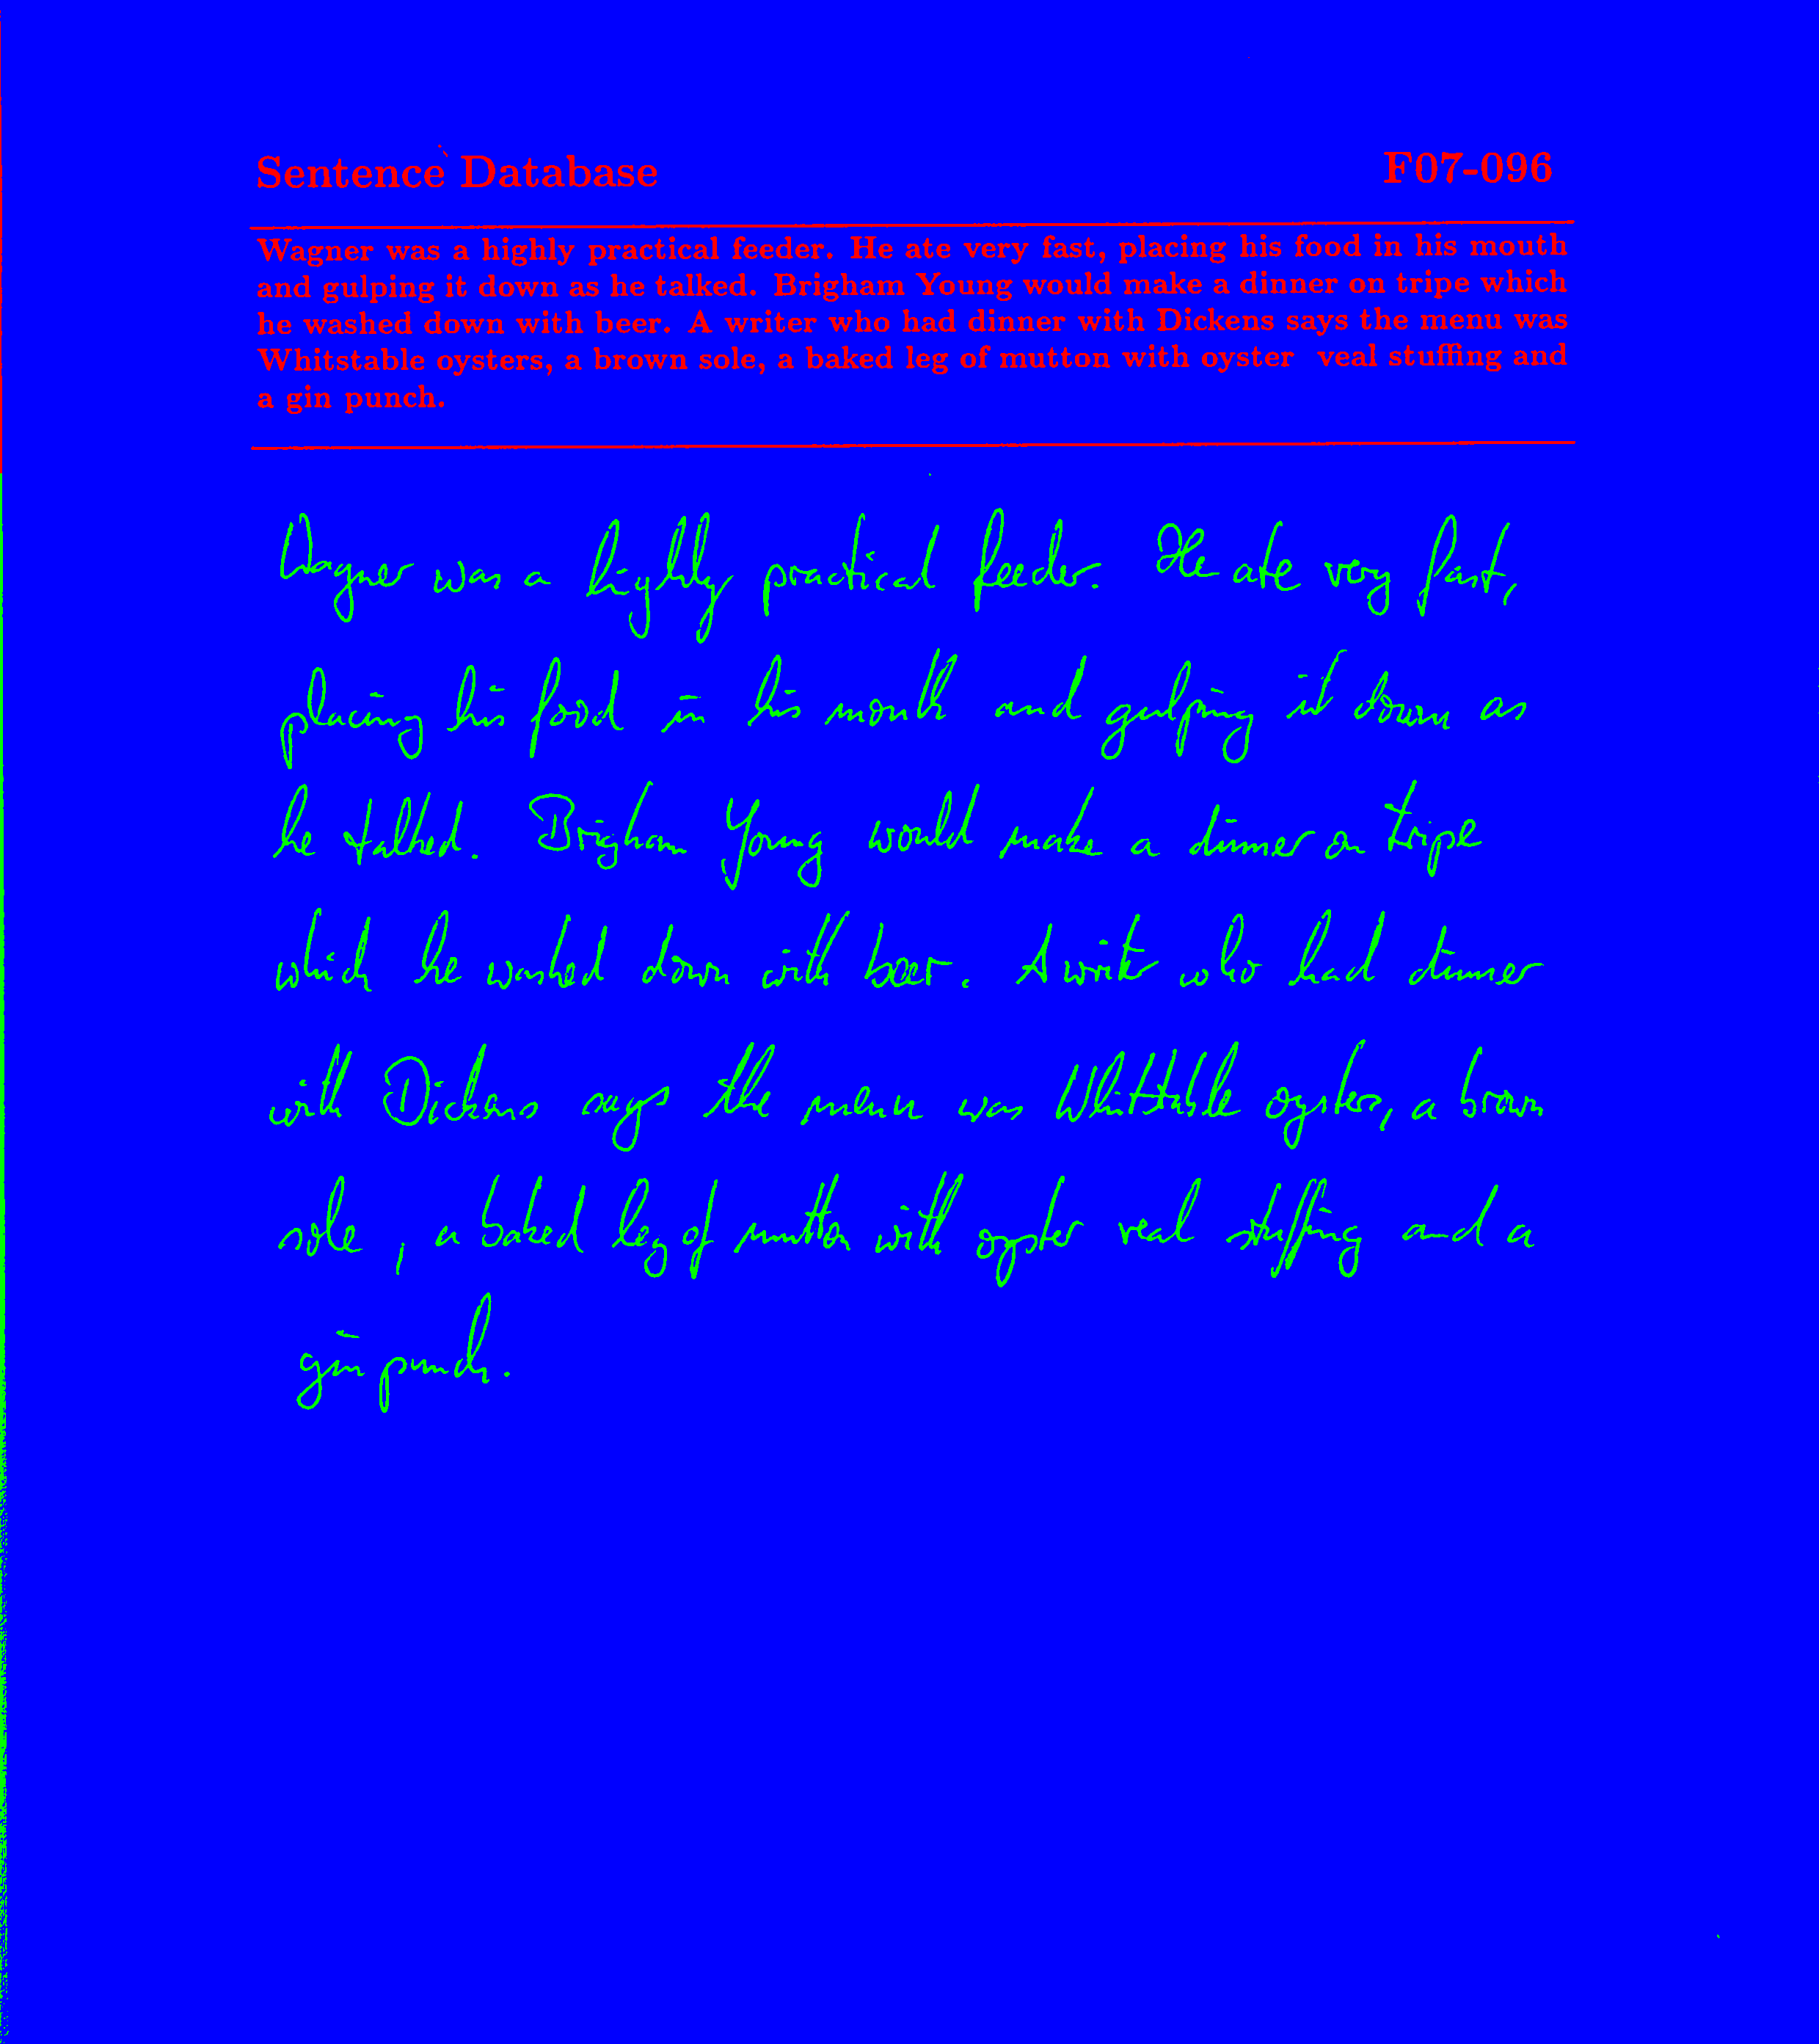 Sentence Database F07-096
Wagner was a highly practical feeder. He ate very fast, placing his food in his mouth
and gulping it down as he talked. Brigham Young would make a dinner on tripe which
he washed down with beer. A writer who had dinner with Dickens says the menu was
Whitstable oysters, a brown sole, a baked leg of mutton with oyster veal stuffing and
a gin punch.
Wagner was a highly practical feeder. He ate very fast,
placing his food in his mouth and gulping it down as
he talked. Brigham Young would make a dinner on tripe
which he washed down with beer. A writer who had dinner
with Dickens says the menu was Whitstable oysters, a brown
sole, a baked leg of mutton with oyster veal stuffing and a
gin punch.